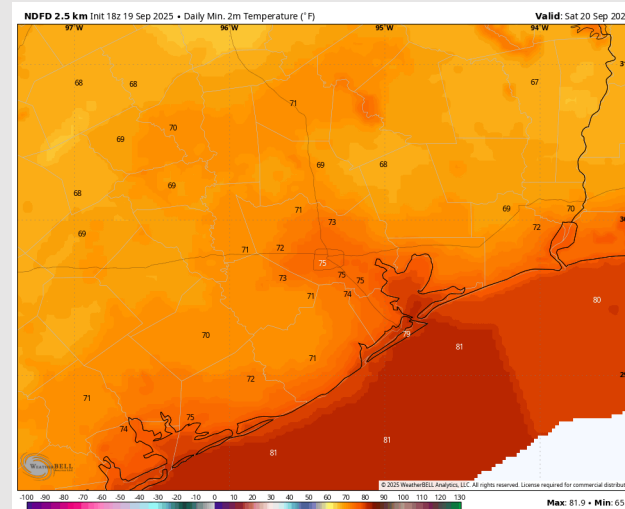 NDFD 2.5 km Init 18z 19 Sep 2025 • Daily Min. 2m Temperature (°F)
Valid: Sat 20 Sep 202
97°W 96°W 95°W 94°W
31
68 68 71 67
70
69
69 68
69
68
71 69 70
73 72
69
71 72
75
73 75 75
71 74
80
30
79
70 81
71
72
29
71
75
74
81
81
WeatherBELL
© 2025 WeatherBELL Analytics, LLC. All rights reserved. License required for commercial distribut
-100 -90 -80 -70 -60 -50 -40 -30 -20 -10 0 10 20 30 40 50 60 70 80 90 100 110 120 130
Max: 81.9 • Min: 65